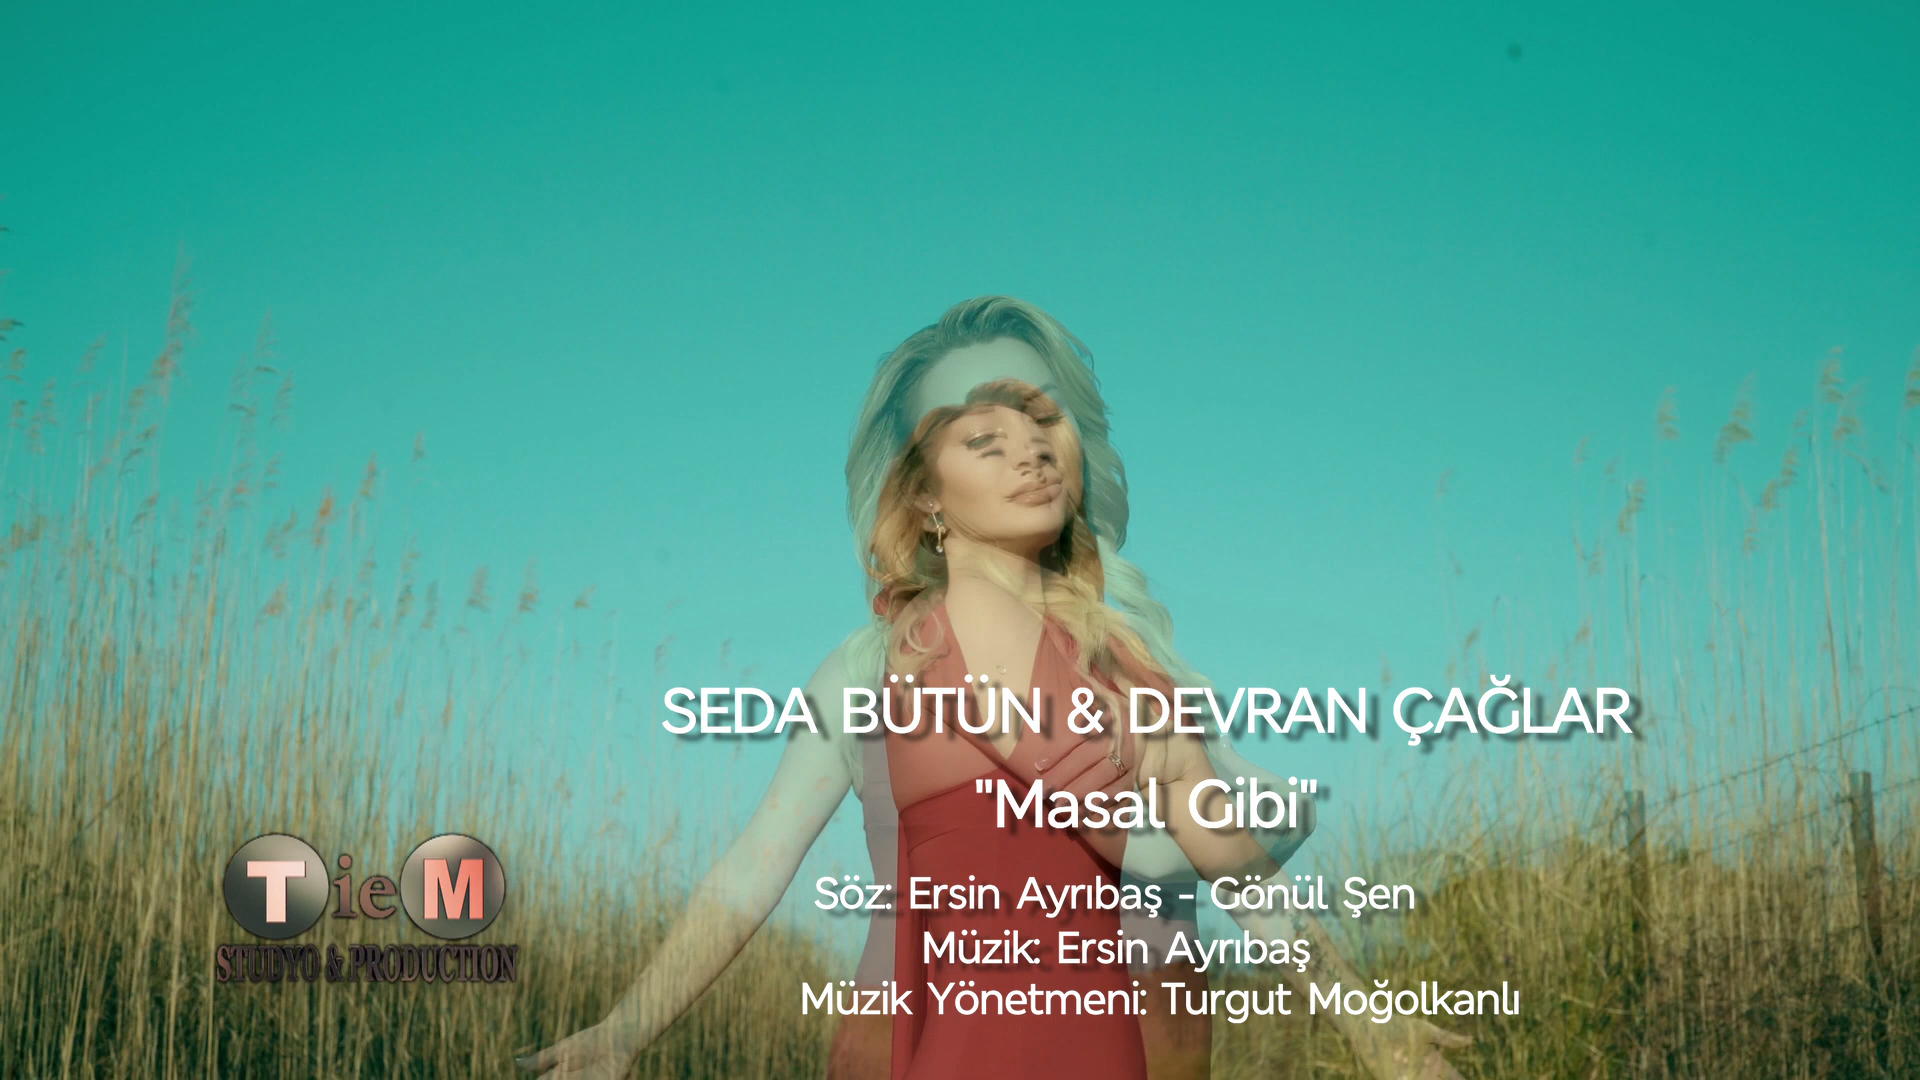 SEDA BÜTÜN & DEVRAN ÇAĞLAR
"Masal Gibi"
Söz: Ersin Ayrıbaş - Gönül Şen
Müzik: Ersin Ayrıbaş
Müzik Yönetmeni: Turgut Moğolkanlı
TieM
STUDYO & PRODUCTION